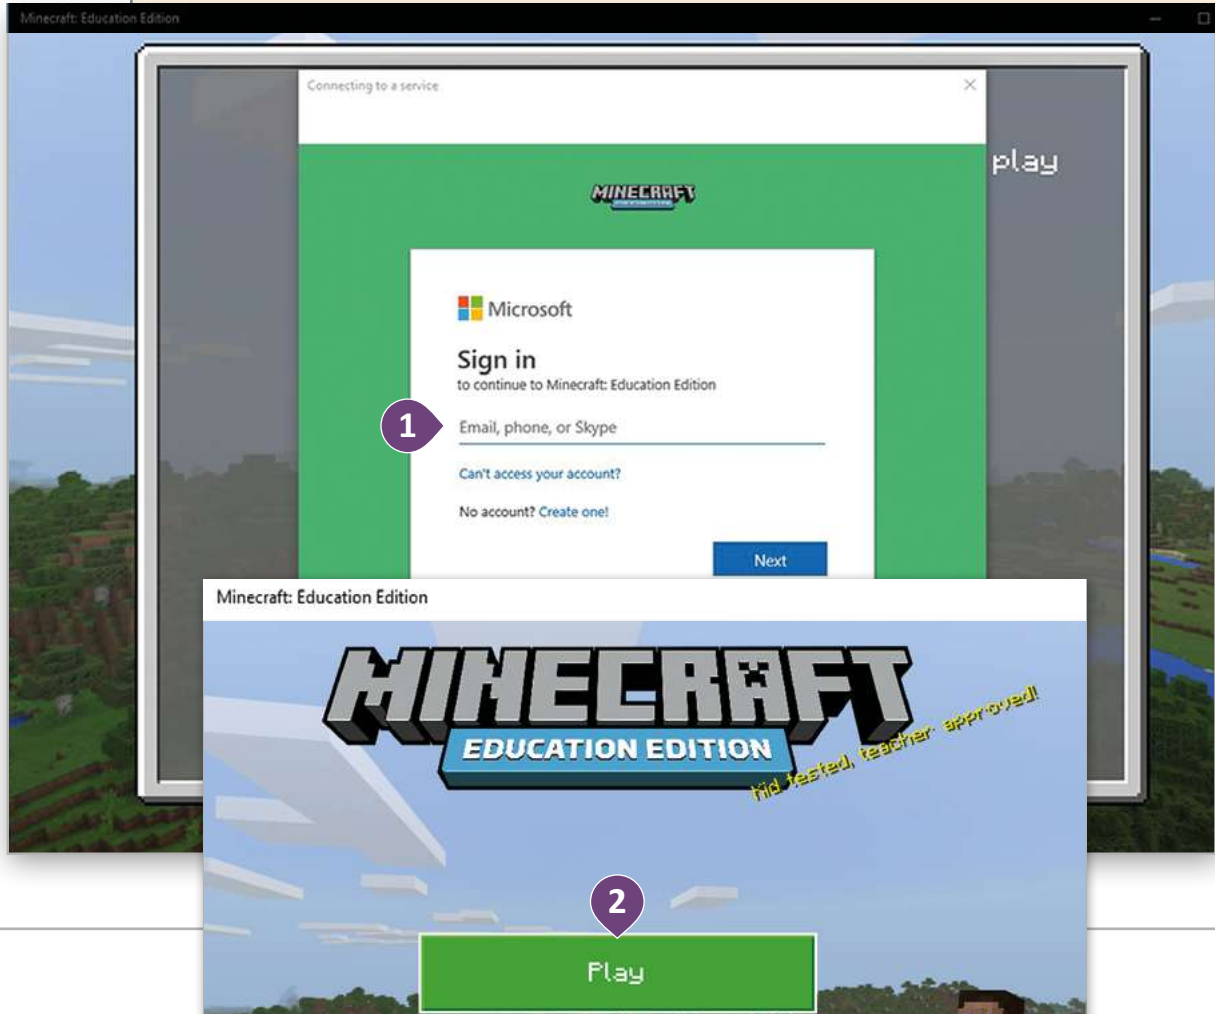 Minecraft: Education Edition
Connecting to a service
play
MINECRAFT
Microsoft
Sign in
to continue to Minecraft: Education Edition
1
Email, phone, or Skype
Can't access your account?
No account? Create one!
Next
Minecraft: Education Edition
MINECRAFT
EDUCATION EDITION
Kid tested, teacher approved!
2
Play